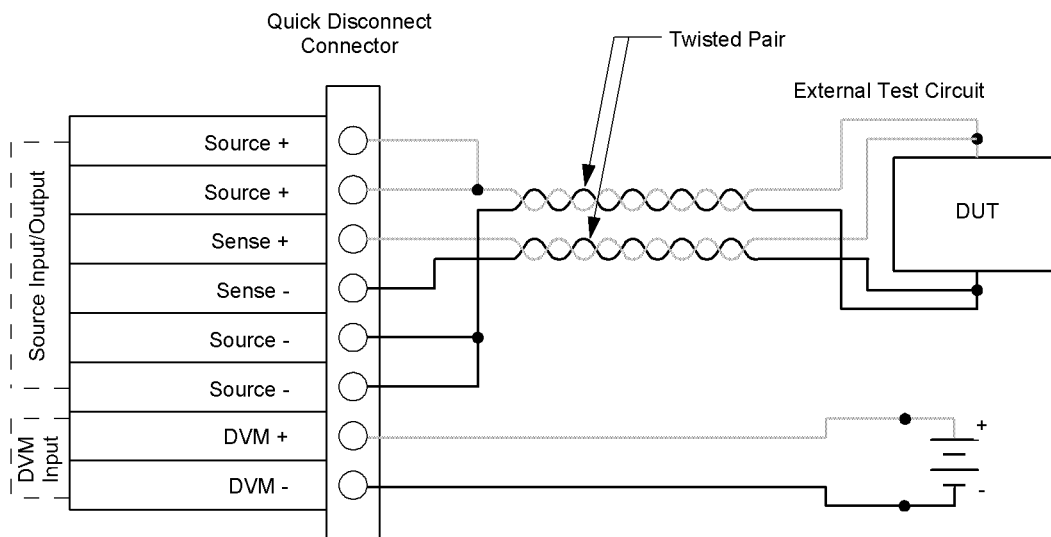 Quick Disconnect
Connector
Twisted Pair
External Test Circuit
Source Input/Output
Source +
Source +
Sense +
Sense -
Source -
Source -
DUT
DVM
Input
DVM +
DVM -
+
-